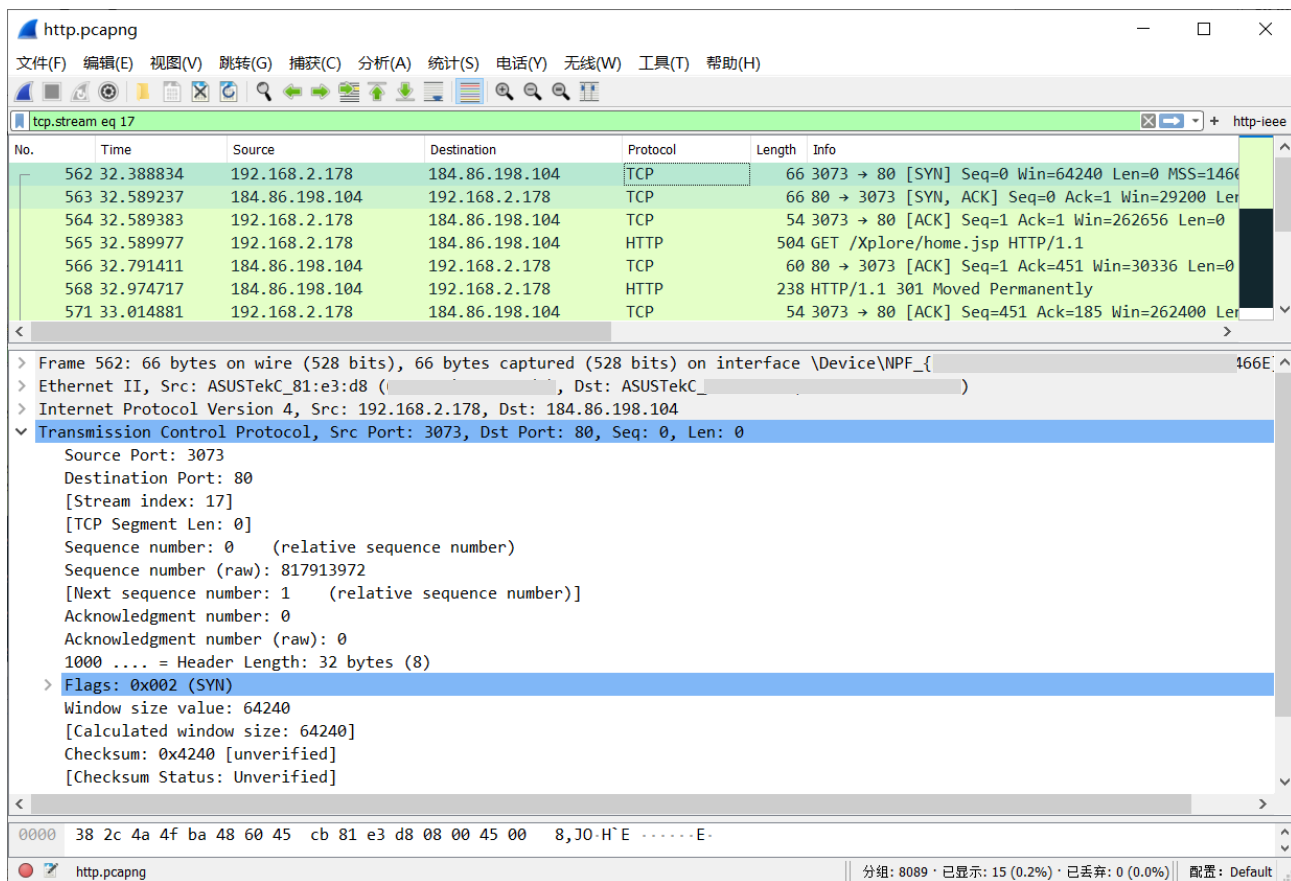 http.pcapng
文件(F) 编辑(E) 视图(V) 跳转(G) 捕获(C) 分析(A) 统计(S) 电话(Y) 无线(W) 工具(T) 帮助(H)
tcp.stream eq 17 + http-ieee
No. Time Source Destination Protocol Length Info
562 32.388834 192.168.2.178 184.86.198.104 TCP 66 3073 → 80 [SYN] Seq=0 Win=64240 Len=0 MSS=1460
563 32.589237 184.86.198.104 192.168.2.178 TCP 66 80 → 3073 [SYN, ACK] Seq=0 Ack=1 Win=29200 Ler
564 32.589383 192.168.2.178 184.86.198.104 TCP 54 3073 → 80 [ACK] Seq=1 Ack=1 Win=262656 Len=0
565 32.589977 192.168.2.178 184.86.198.104 HTTP 504 GET /Xplore/home.jsp HTTP/1.1
566 32.791411 184.86.198.104 192.168.2.178 TCP 60 80 → 3073 [ACK] Seq=1 Ack=451 Win=30336 Len=0
568 32.974717 184.86.198.104 192.168.2.178 HTTP 238 HTTP/1.1 301 Moved Permanently
571 33.014881 192.168.2.178 184.86.198.104 TCP 54 3073 → 80 [ACK] Seq=451 Ack=185 Win=262400 Ler
Frame 562: 66 bytes on wire (528 bits), 66 bytes captured (528 bits) on interface \Device\NPF_{ 466E}
Ethernet II, Src: ASUSTekC_81:e3:d8 ( , Dst: ASUSTekC_ )
Internet Protocol Version 4, Src: 192.168.2.178, Dst: 184.86.198.104
Transmission Control Protocol, Src Port: 3073, Dst Port: 80, Seq: 0, Len: 0
Source Port: 3073
Destination Port: 80
[Stream index: 17]
[TCP Segment Len: 0]
Sequence number: 0 (relative sequence number)
Sequence number (raw): 817913972
[Next sequence number: 1 (relative sequence number)]
Acknowledgment number: 0
Acknowledgment number (raw): 0
1000 .... = Header Length: 32 bytes (8)
Flags: 0x002 (SYN)
Window size value: 64240
[Calculated window size: 64240]
Checksum: 0x4240 [unverified]
[Checksum Status: Unverified]
0000 38 2c 4a 4f ba 48 60 45 cb 81 e3 d8 08 00 45 00 8,JO·H`E ······E·
http.pcapng 分组: 8089 · 已显示: 15 (0.2%) · 已丢弃: 0 (0.0%) 配置: Default